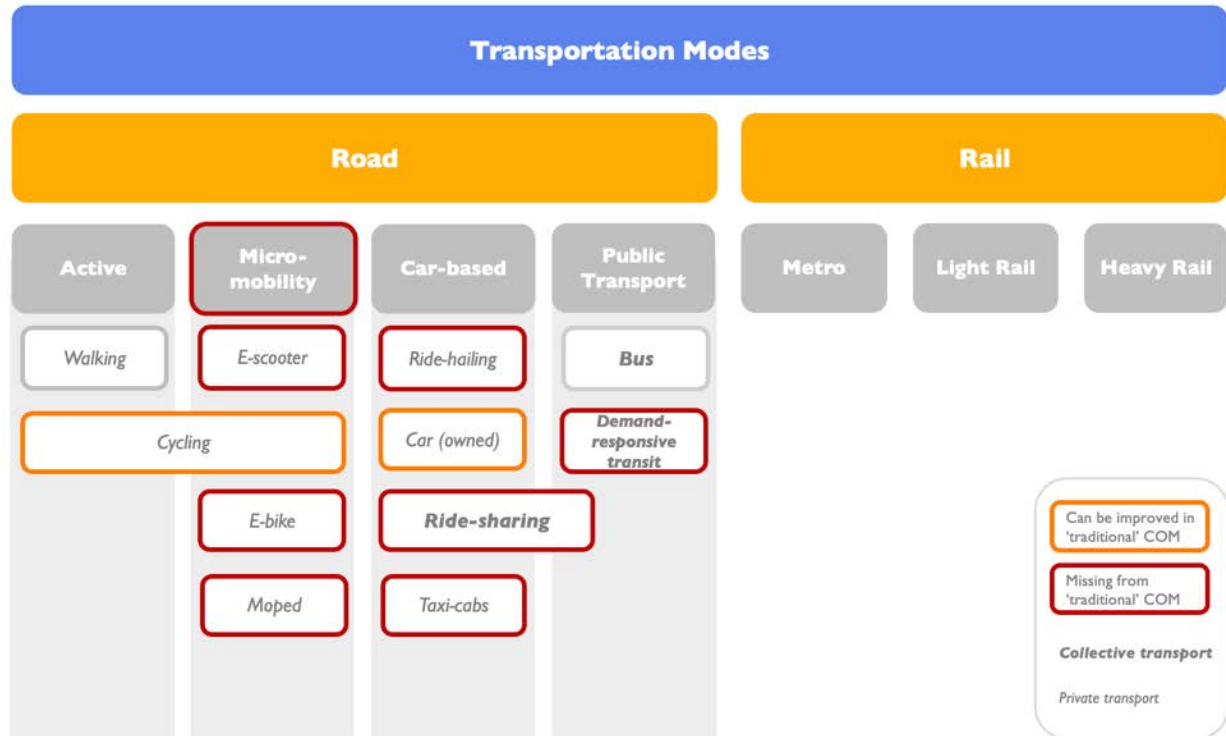 Transportation Modes
Road
Rail
Active
Micro-
mobility
Car-based
Public
Transport
Metro
Light Rail
Heavy Rail
Walking
E-scooter
Ride-hailing
Bus
Cycling
Car (owned)
Demand-
responsive
transit
E-bike
Ride-sharing
Moped
Taxi-cabs
Can be improved in
'traditional' COM
Missing from
'traditional' COM
Collective transport
Private transport